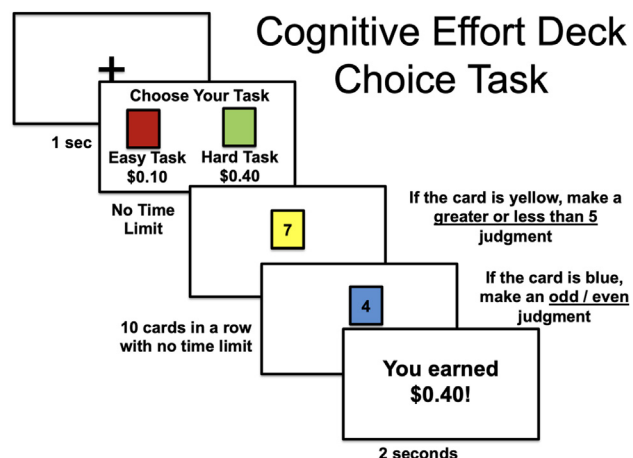 Cognitive Effort Deck
Choice Task
+
1 sec
Choose Your Task
Easy Task Hard Task
$0.10 $0.40
No Time
Limit
7
If the card is yellow, make a
greater or less than 5
judgment
4
If the card is blue,
make an odd / even
judgment
10 cards in a row
with no time limit
You earned
$0.40!
2 seconds